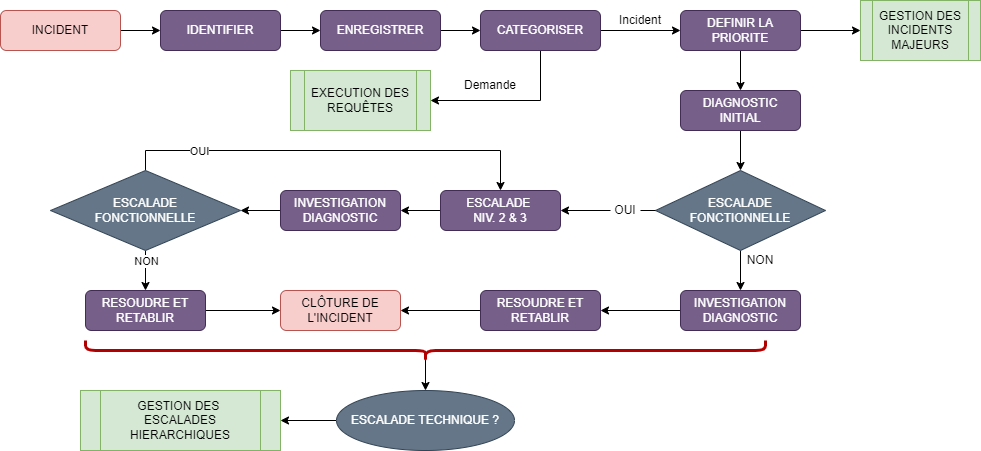 INCIDENT
IDENTIFIER
ENREGISTRER
CATEGORISER
Incident
DEFINIR LA
PRIORITE
GESTION DES
INCIDENTS
MAJEURS
EXECUTION DES
REQUÊTES
Demande
DIAGNOSTIC
INITIAL
OUI
ESCALADE
FONCTIONNELLE
INVESTIGATION
DIAGNOSTIC
ESCALADE
NIV. 2 & 3
OUI
ESCALADE
FONCTIONNELLE
NON
NON
RESOUDRE ET
RETABLIR
CLÔTURE DE
L'INCIDENT
RESOUDRE ET
RETABLIR
INVESTIGATION
DIAGNOSTIC
GESTION DES
ESCALADES
HIERARCHIQUES
ESCALADE TECHNIQUE ?